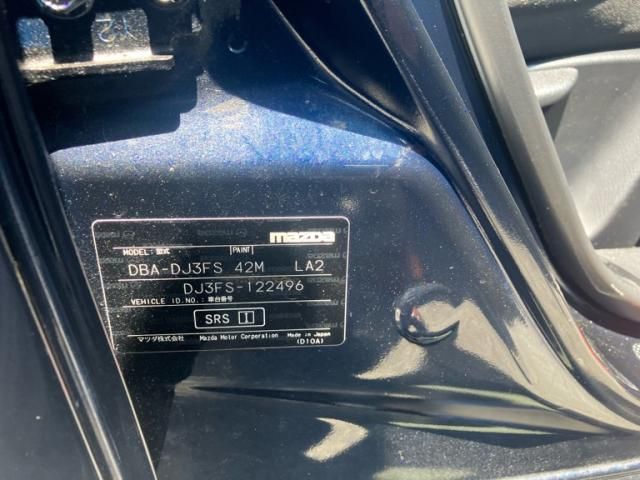 mazda
MODEL: 型式 PAINT
DBA-DJ3FS 42M LA2
DJ3FS-122496
VEHICLE ID.NO.: 車台番号
SRS
マツダ株式会社 Mazda Motor Corporation Made in Japan
(D10A)